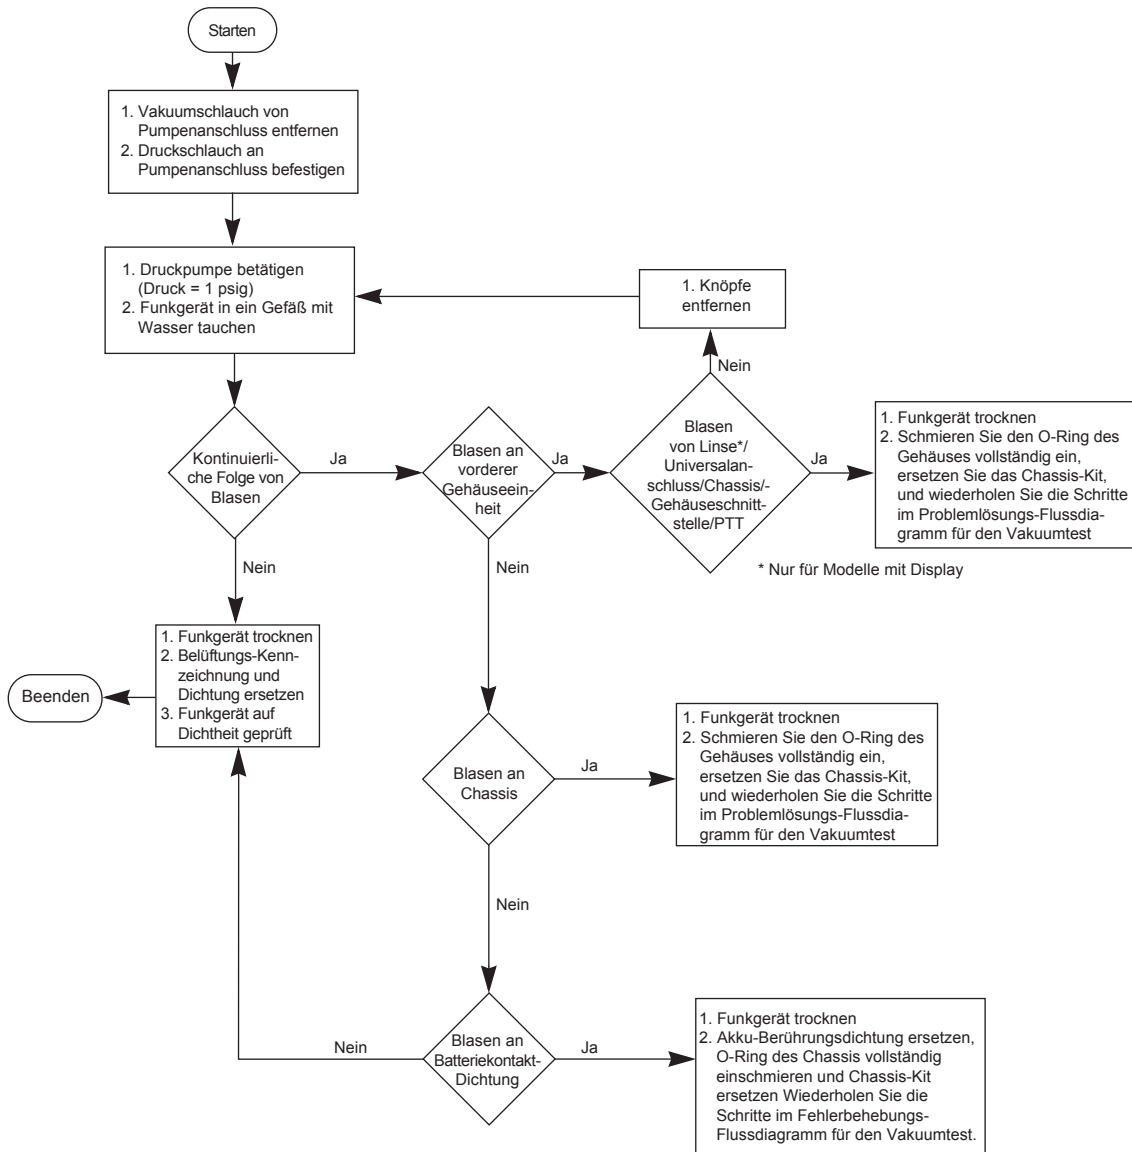 Starten
1. Vakuumschlauch von
Pumpenanschluss entfernen
2. Druckschlauch an
Pumpenanschluss befestigen
1. Druckpumpe betätigen
(Druck = 1 psig)
2. Funkgerät in ein Gefäß mit
Wasser tauchen
1. Knöpfe
entfernen
Nein
Kontinuierli-
che Folge von
Blasen
Ja
Blasen an
vorderer
Gehäuseein-
heit
Ja
Blasen
von Linse*/
Universalan-
schluss/Chassis/-
Gehäuseschnitt-
stelle/PTT
Ja
1. Funkgerät trocknen
2. Schmieren Sie den O-Ring des
Gehäuses vollständig ein,
ersetzen Sie das Chassis-Kit,
und wiederholen Sie die Schritte
im Problemlösungs-Flussdia-
gramm für den Vakuumtest
* Nur für Modelle mit Display
Nein
Nein
1. Funkgerät trocknen
2. Belüftungs-Kenn-
zeichnung und
Dichtung ersetzen
3. Funkgerät auf
Dichtheit geprüft
Beenden
Blasen an
Chassis
Ja
1. Funkgerät trocknen
2. Schmieren Sie den O-Ring des
Gehäuses vollständig ein,
ersetzen Sie das Chassis-Kit,
und wiederholen Sie die Schritte
im Problemlösungs-Flussdia-
gramm für den Vakuumtest
Nein
Nein
Blasen an
Batteriekontakt-
Dichtung
Ja
1. Funkgerät trocknen
2. Akku-Berührungsdichtung ersetzen,
O-Ring des Chassis vollständig
einschmieren und Chassis-Kit
ersetzen Wiederholen Sie die
Schritte im Fehlerbehebungs-
Flussdiagramm für den Vakuumtest.